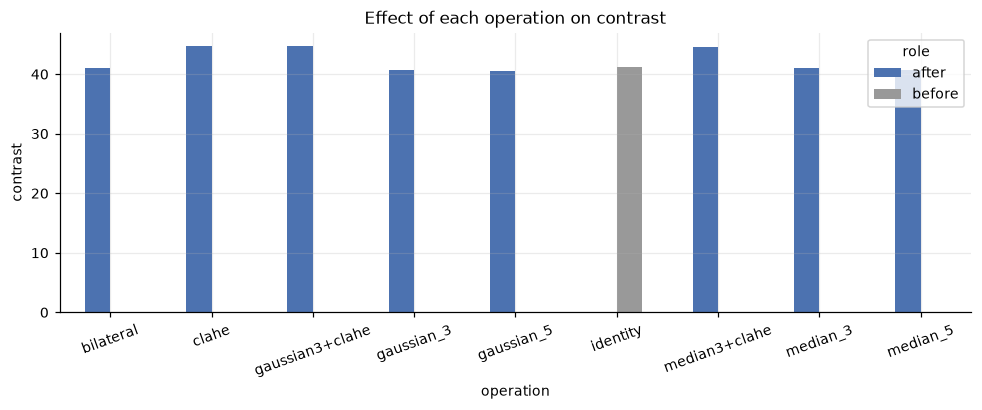 Effect of each operation on contrast
role
after
before
contrast
40
30
20
10
0
bilateral
clahe
gaussian3+clahe
gaussian_3
gaussian_5
identity
median3+clahe
median_3
median_5
operation